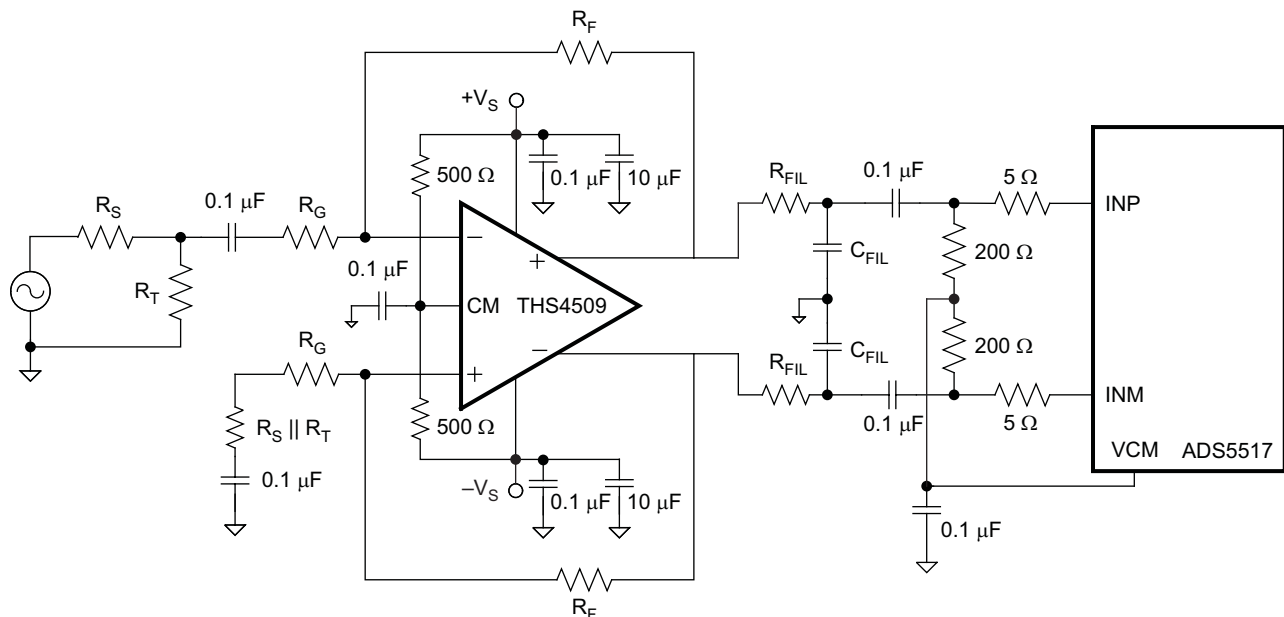 R_F
+V_S
500 Ω
0.1 μF
10 μF
R_S
0.1 μF
R_G
R_T
0.1 μF
−
+
CM
THS4509
R_FIL
0.1 μF
5 Ω
INP
C_FIL
200 Ω
R_G
+
−
C_FIL
200 Ω
R_FIL
0.1 μF
5 Ω
INM
R_S || R_T
500 Ω
VCM
ADS5517
0.1 μF
−V_S
0.1 μF
10 μF
0.1 μF
R_F